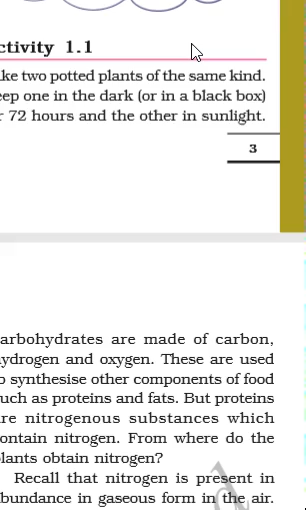 ctivity 1.1
ke two potted plants of the same kind.
eep one in the dark (or in a black box)
r 72 hours and the other in sunlight.
3
arbohydrates are made of carbon,
ydrogen and oxygen. These are used
o synthesise other components of food
uch as proteins and fats. But proteins
re nitrogenous substances which
ontain nitrogen. From where do the
lants obtain nitrogen?
Recall that nitrogen is present in
bundance in gaseous form in the air.
d